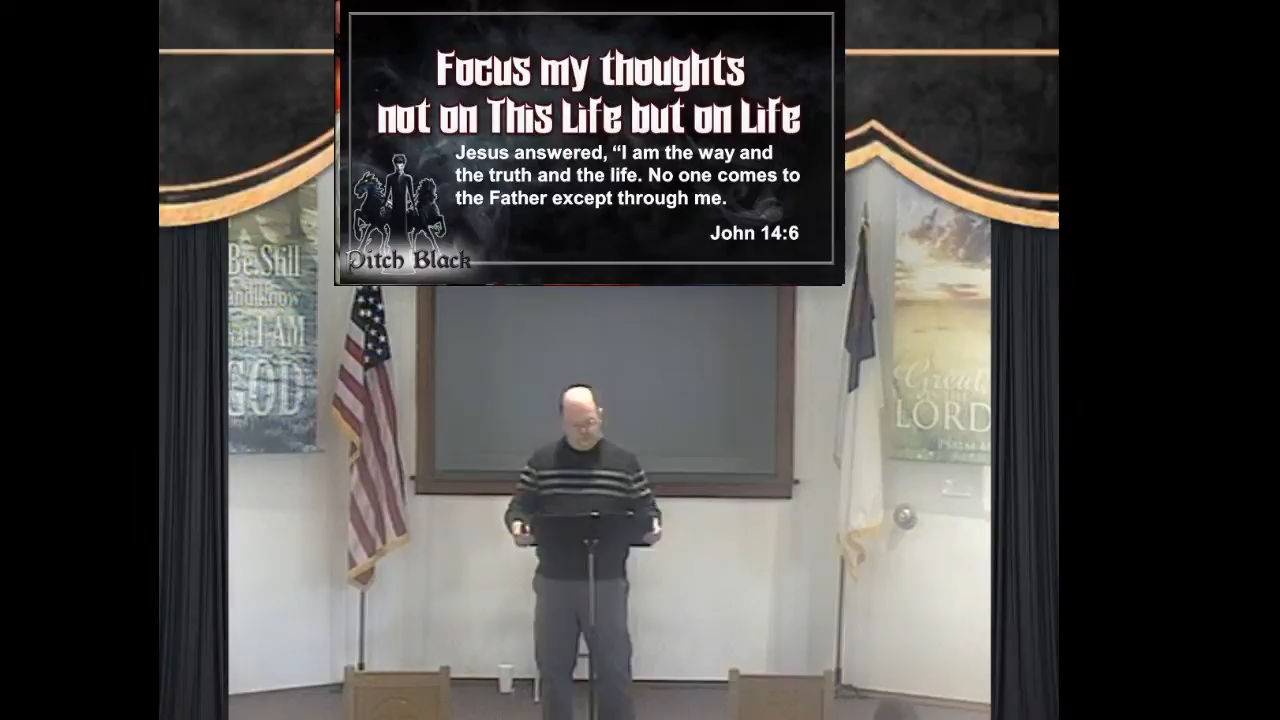 Focus my thoughts
not on This Life but on Life
Jesus answered, “I am the way and
the truth and the life. No one comes to
the Father except through me.
John 14:6
Pitch Black
Be Still
and know
I AM
GOD
Great
LORD
PSALM